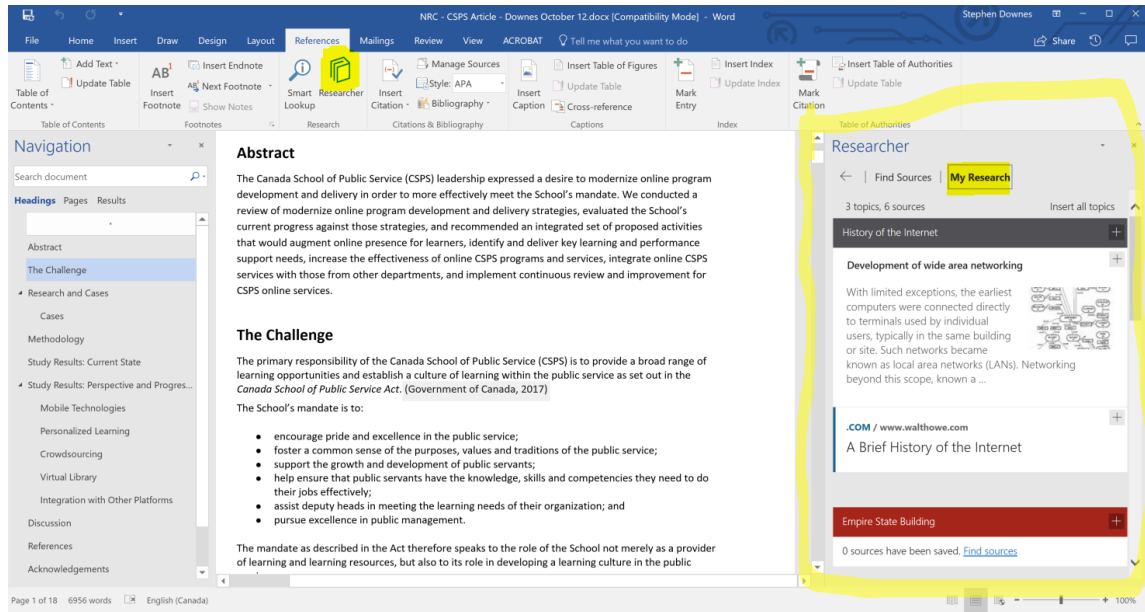 NRC - CSPS Article - Downes October 12.docx [Compatibility Mode] - Word
Stephen Downes
File Home Insert Draw Design Layout References Mailings Review View ACROBAT Tell me what you want to do Share
Table of Contents
Add Text
Update Table
Table of Contents
AB1 Insert Footnote
Insert Endnote
AB1 Next Footnote
Show Notes
Footnotes
Smart Lookup
Researcher
Research
Insert Citation
Manage Sources
Style: APA
Bibliography
Citations & Bibliography
Insert Caption
Insert Table of Figures
Update Table
Cross-reference
Captions
Mark Entry
Insert Index
Update Index
Index
Mark Citation
Insert Table of Authorities
Update Table
Table of Authorities
Navigation
Search document
Headings Pages Results
Abstract
The Challenge
Research and Cases
Cases
Methodology
Study Results: Current State
Study Results: Perspective and Progres...
Mobile Technologies
Personalized Learning
Crowdsourcing
Virtual Library
Integration with Other Platforms
Discussion
References
Acknowledgements
Abstract
The Canada School of Public Service (CSPS) leadership expressed a desire to modernize online program
development and delivery in order to more effectively meet the School's mandate. We conducted a
review of modernize online program development and delivery strategies, evaluated the School's
current progress against those strategies, and recommended an integrated set of proposed activities
that would augment online presence for learners, identify and deliver key learning and performance
support needs, increase the effectiveness of online CSPS programs and services, integrate online CSPS
services with those from other departments, and implement continuous review and improvement for
CSPS online services.
The Challenge
The primary responsibility of the Canada School of Public Service (CSPS) is to provide a broad range of
learning opportunities and establish a culture of learning within the public service as set out in the
Canada School of Public Service Act. (Government of Canada, 2017)
The School's mandate is to:
• encourage pride and excellence in the public service;
• foster a common sense of the purposes, values and traditions of the public service;
• support the growth and development of public servants;
• help ensure that public servants have the knowledge, skills and competencies they need to do
their jobs effectively;
• assist deputy heads in meeting the learning needs of their organization; and
• pursue excellence in public management.
The mandate as described in the Act therefore speaks to the role of the School not merely as a provider
of learning and learning resources, but also to its role in developing a learning culture in the public
Researcher
Find Sources | My Research
3 topics, 6 sources Insert all topics
History of the Internet
Development of wide area networking
With limited exceptions, the earliest
computers were connected directly
to terminals used by individual
users, typically in the same building
or site. Such networks became
known as local area networks (LANs). Networking
beyond this scope, known a ...
.COM / www.walthowe.com
A Brief History of the Internet
Empire State Building
0 sources have been saved. Find sources
Page 1 of 18 6956 words English (Canada) 100%